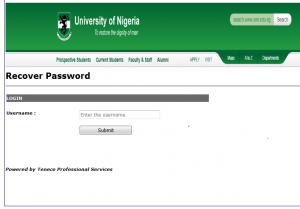 University of Nigeria
To restore the dignity of man
search www.unn.edu.ng
Search
Prospective Students Current Students Faculty & Staff Alumni APPLY VISIT Maps A to Z Departments
Recover Password
LOGIN
Username :
Enter the username
Submit
Powered by Tenece Professional Services